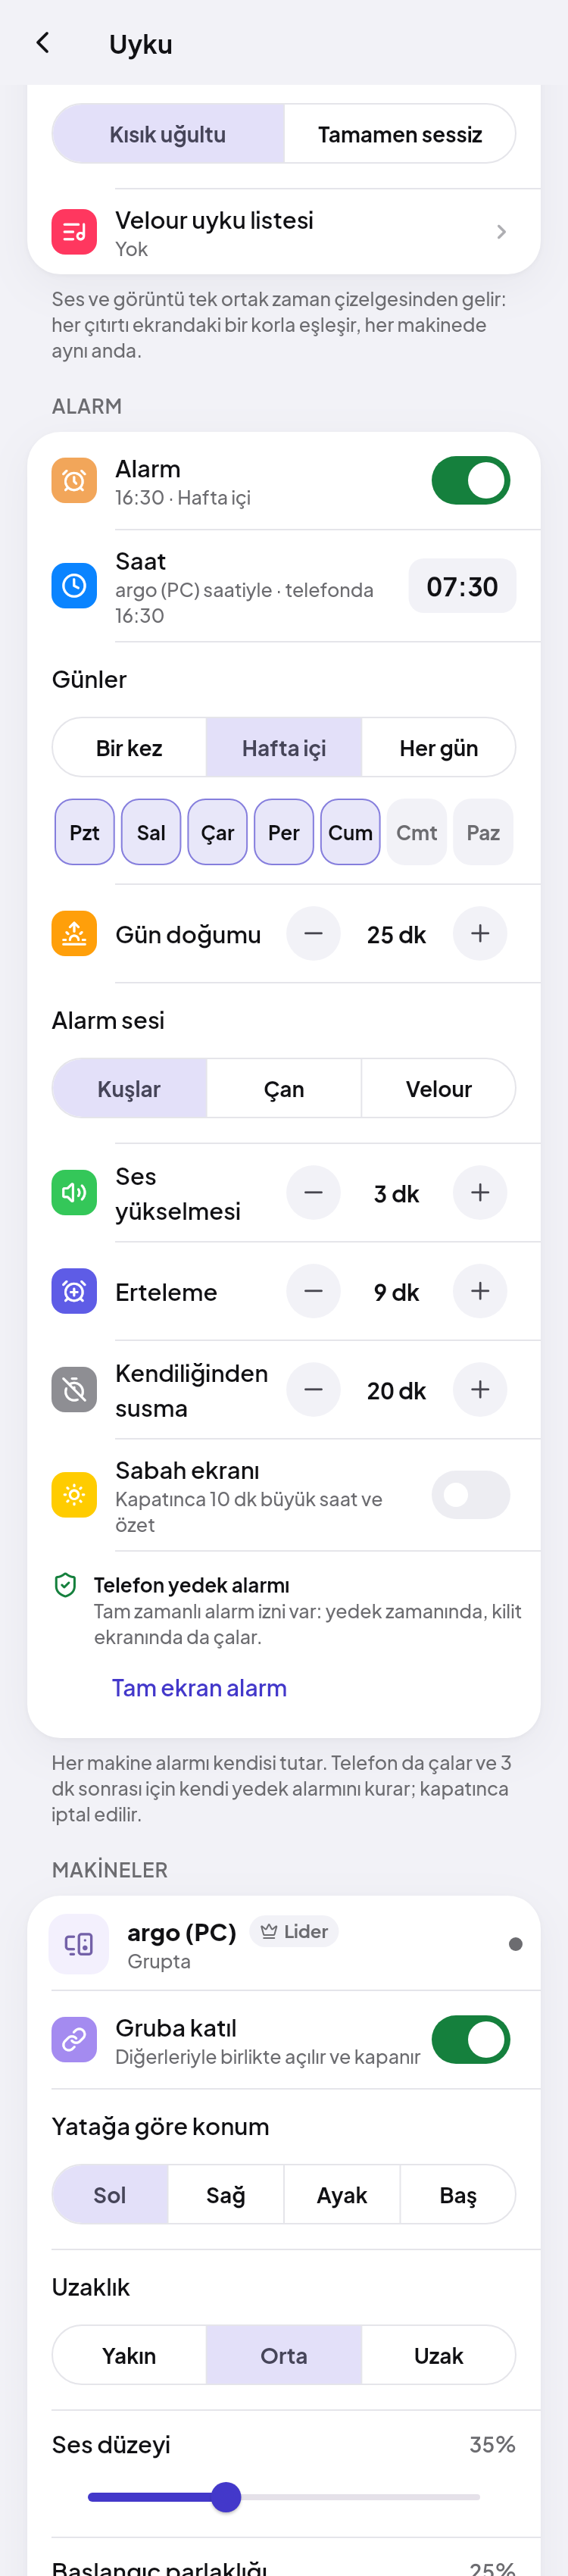 Uyku
Kısık uğultu
Tamamen sessiz
Velour uyku listesi
Yok
Ses ve görüntü tek ortak zaman çizelgesinden gelir:
her çıtırtı ekrandaki bir korla eşleşir, her makinede
aynı anda.
ALARM
Alarm
16:30 · Hafta içi
Saat
argo (PC) saatiyle · telefonda
16:30
07:30
Günler
Bir kez
Hafta içi
Her gün
Pzt
Sal
Çar
Per
Cum
Cmt
Paz
Gün doğumu
25 dk
Alarm sesi
Kuşlar
Çan
Velour
Ses
yükselmesi
3 dk
Erteleme
9 dk
Kendiliğinden
susma
20 dk
Sabah ekranı
Kapatınca 10 dk büyük saat ve
özet
Telefon yedek alarmı
Tam zamanlı alarm izni var: yedek zamanında, kilit
ekranında da çalar.
Tam ekran alarm
Her makine alarmı kendisi tutar. Telefon da çalar ve 3
dk sonrası için kendi yedek alarmını kurar; kapatınca
iptal edilir.
MAKİNELER
argo (PC)
Lider
Grupta
Gruba katıl
Diğerleriyle birlikte açılır ve kapanır
Yatağa göre konum
Sol
Sağ
Ayak
Baş
Uzaklık
Yakın
Orta
Uzak
Ses düzeyi
35%
Başlangıç parlaklığı
25%